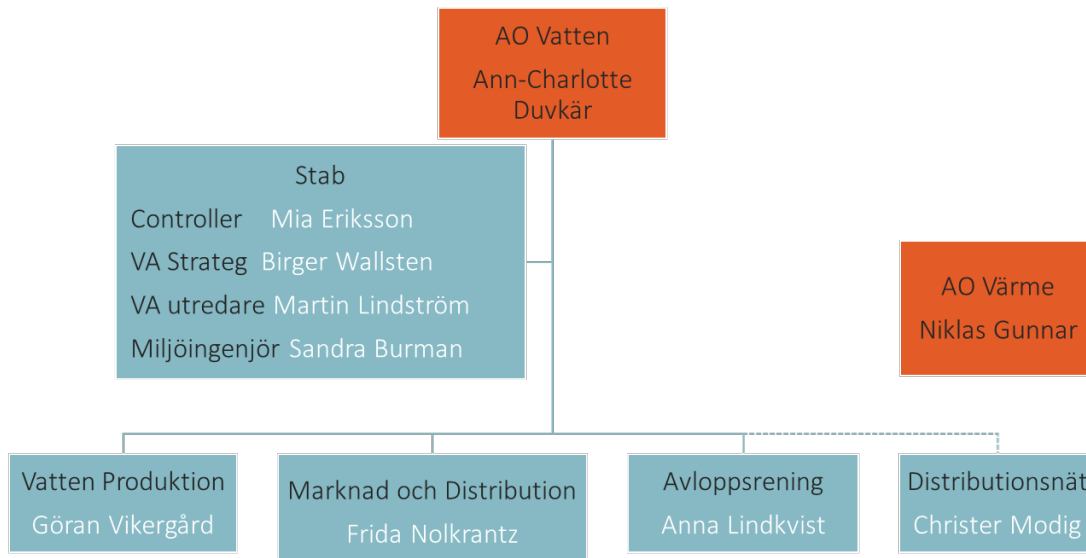 AO Vatten
Ann-Charlotte
Duvkär
Stab
Controller Mia Eriksson
VA Strateg Birger Wallsten
VA utredare Martin Lindström
Miljöingenjör Sandra Burman
AO Värme
Niklas Gunnar
Vatten Produktion
Göran Vikergård
Marknad och Distribution
Frida Nolkrantz
Avloppsrening
Anna Lindkvist
Distributionsnät
Christer Modig